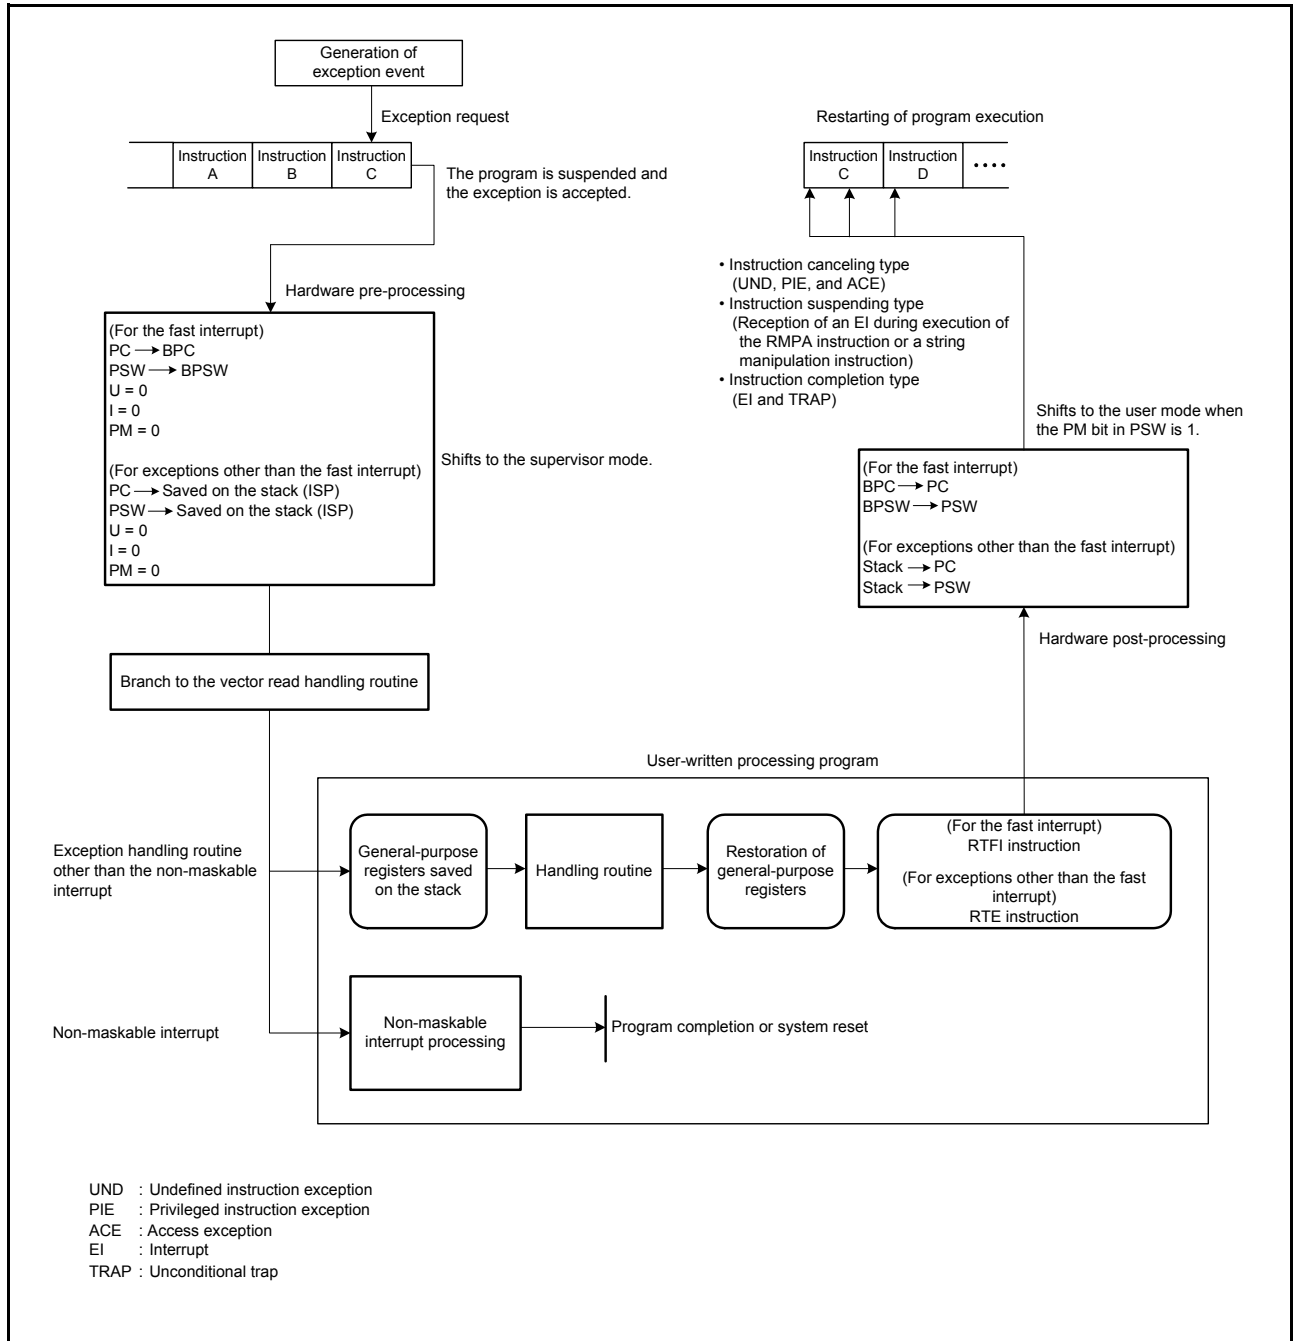 Generation of
exception event
Exception request
Instruction
A
Instruction
B
Instruction
C
The program is suspended and
the exception is accepted.
Restarting of program execution
Instruction
C
Instruction
D
••••
Hardware pre-processing
(For the fast interrupt)
PC → BPC
PSW → BPSW
U = 0
I = 0
PM = 0
(For exceptions other than the fast interrupt)
PC → Saved on the stack (ISP)
PSW → Saved on the stack (ISP)
U = 0
I = 0
PM = 0
Shifts to the supervisor mode.
• Instruction canceling type
(UND, PIE, and ACE)
• Instruction suspending type
(Reception of an EI during execution of
the RMPA instruction or a string
manipulation instruction)
• Instruction completion type
(EI and TRAP)
Shifts to the user mode when
the PM bit in PSW is 1.
(For the fast interrupt)
BPC → PC
BPSW → PSW
(For exceptions other than the fast interrupt)
Stack → PC
Stack → PSW
Hardware post-processing
Branch to the vector read handling routine
User-written processing program
Exception handling routine
other than the non-maskable
interrupt
General-purpose
registers saved
on the stack
Handling routine
Restoration of
general-purpose
registers
(For the fast interrupt)
RTFI instruction
(For exceptions other than the fast
interrupt)
RTE instruction
Non-maskable interrupt
Non-maskable
interrupt processing
Program completion or system reset
UND : Undefined instruction exception
PIE : Privileged instruction exception
ACE : Access exception
EI : Interrupt
TRAP : Unconditional trap